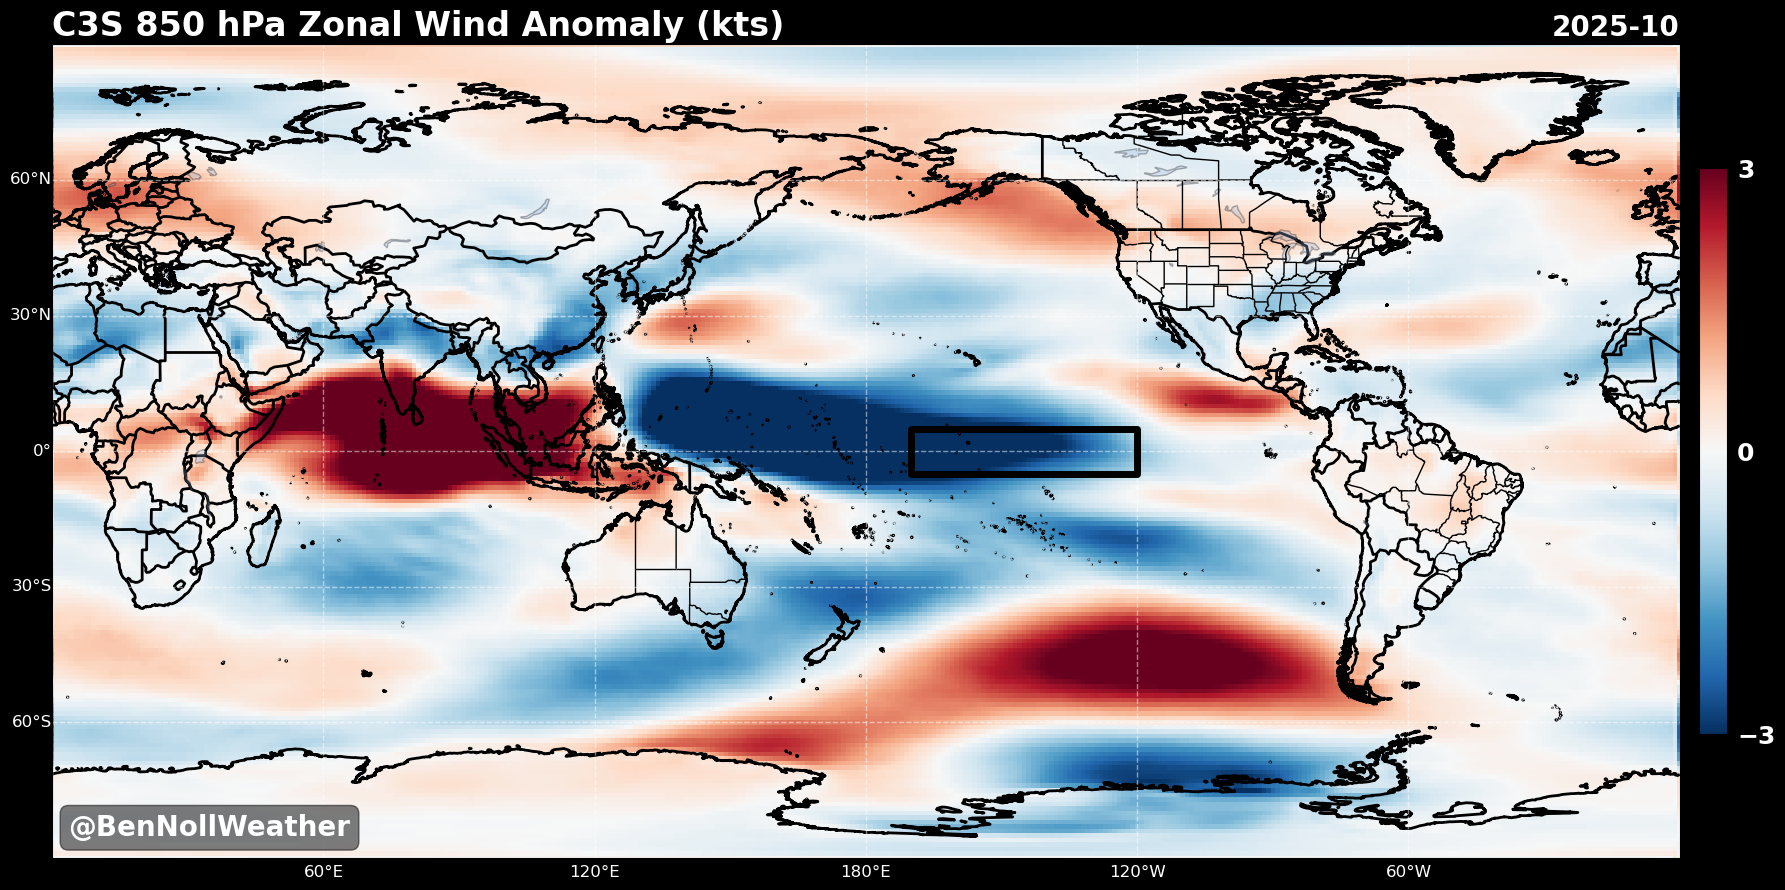 C3S 850 hPa Zonal Wind Anomaly (kts)
2025-10
60°N
30°N
0°
30°S
60°S
60°E
120°E
180°E
120°W
60°W
3
0
−3
@BenNollWeather